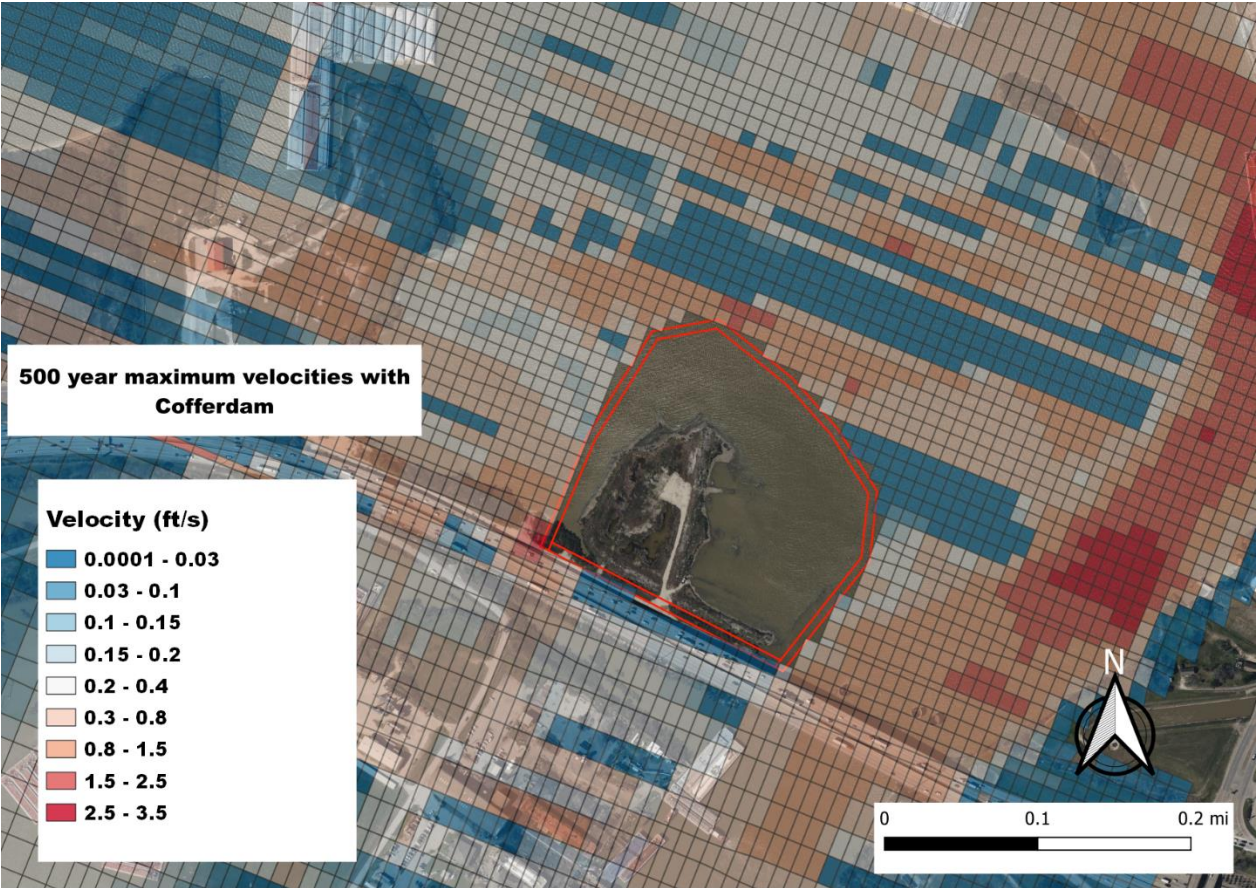 500 year maximum velocities with
Cofferdam
Velocity (ft/s)
0.0001 - 0.03
0.03 - 0.1
0.1 - 0.15
0.15 - 0.2
0.2 - 0.4
0.3 - 0.8
0.8 - 1.5
1.5 - 2.5
2.5 - 3.5
N
0 0.1 0.2 mi